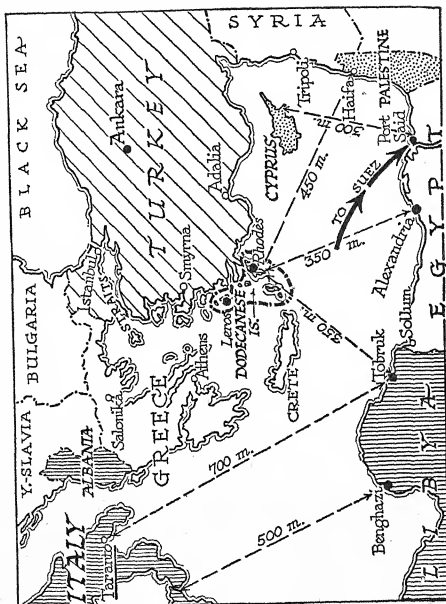 BLACK SEA
Y.-SLAVIA
BULGARIA
Istanbul
Ankara
TURKEY
SYRIA
ITALY
Taranto
ALBANIA
Salonika
STRAITS
GREECE
Athens
Smyrna
Adalia
Leros
Rhodes
DODECANESE
IS.
CRETE
CYPRUS
Tripoli
Haifa
PALESTINE
Port
Said
300 m.
450 m.
TO SUEZ
350 m.
350 m.
700 m.
500 m.
Benghazi
Tobruk
Sollum
Alexandria
LIBYA
EGYPT